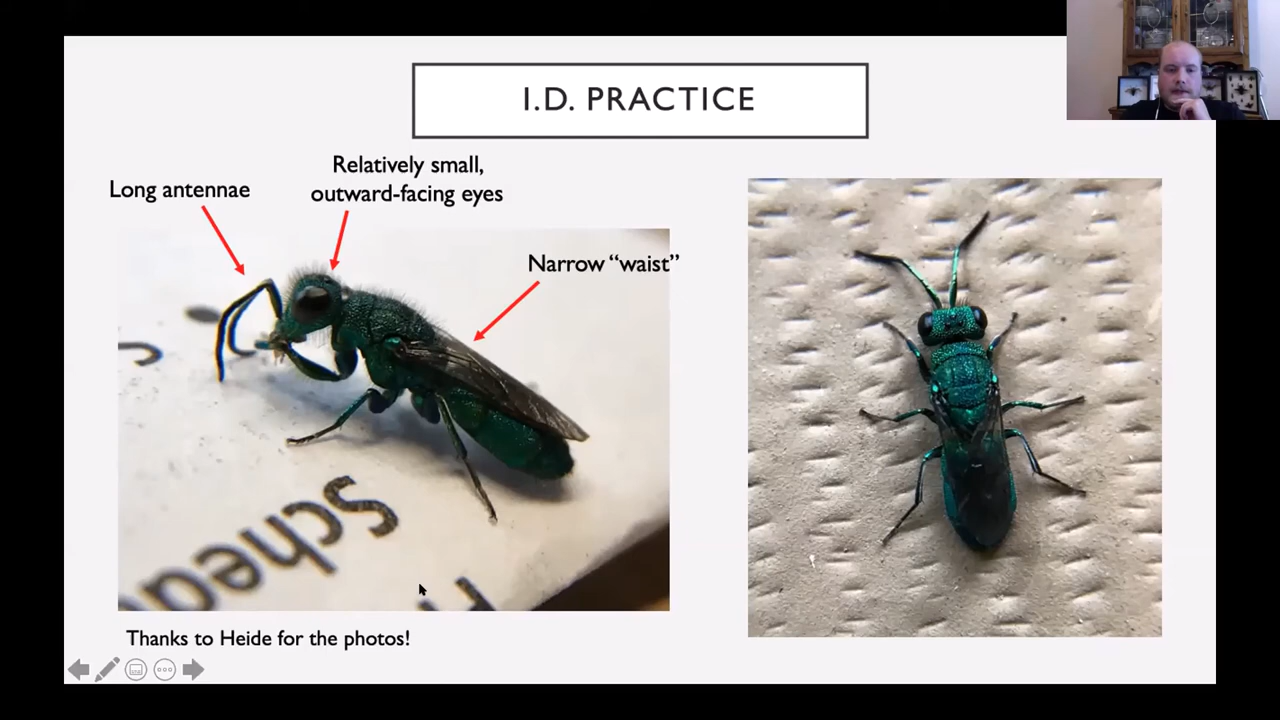 I.D. PRACTICE
Relatively small,
outward-facing eyes
Long antennae
Narrow “waist”
Thanks to Heide for the photos!